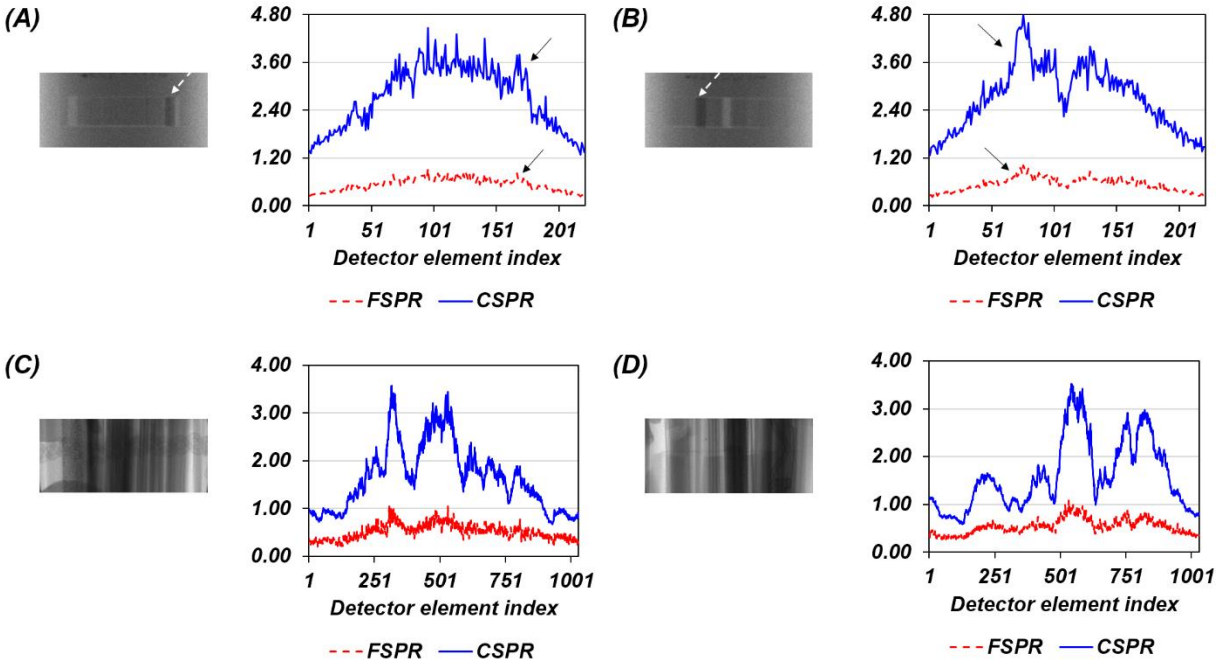 (A)
4.80
3.60
2.40
1.20
0.00
1 51 101 151 201
Detector element index
FSPR CSPR
(B)
4.80
3.60
2.40
1.20
0.00
1 51 101 151 201
Detector element index
FSPR CSPR
(C)
4.00
3.00
2.00
1.00
0.00
1 251 501 751 1001
Detector element index
FSPR CSPR
(D)
4.00
3.00
2.00
1.00
0.00
1 251 501 751 1001
Detector element index
FSPR CSPR